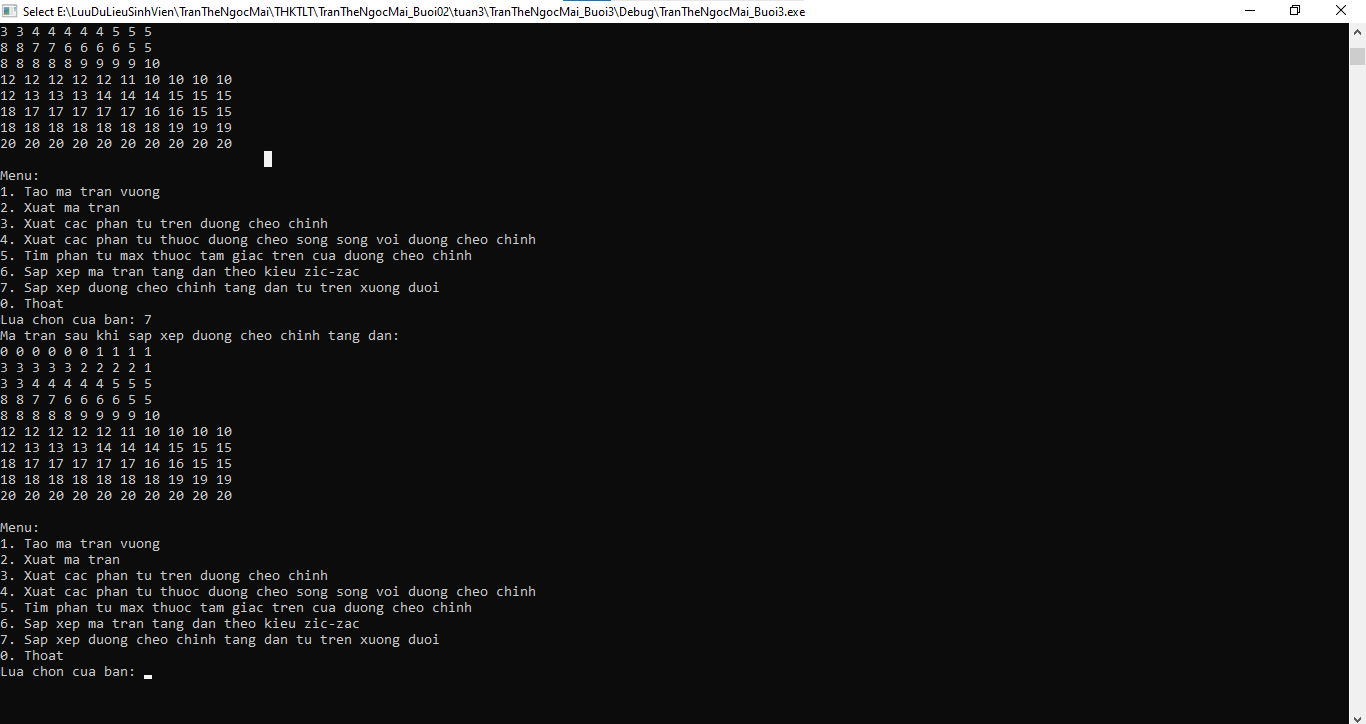 Select E:\LuuDuLieuSinhVien\TranTheNgocMai\THKTLT\TranTheNgocMai_Buoi02\tuan3\TranTheNgocMai_Buoi3\Debug\TranTheNgocMai_Buoi3.exe
3 3 4 4 4 4 4 5 5 5
8 8 7 7 6 6 6 6 5 5
8 8 8 8 8 9 9 9 9 10
12 12 12 12 12 11 10 10 10 10
12 13 13 13 14 14 14 15 15 15
18 17 17 17 17 17 16 16 15 15
18 18 18 18 18 18 18 19 19 19
20 20 20 20 20 20 20 20 20 20
Menu:
1. Tao ma tran vuong
2. Xuat ma tran
3. Xuat cac phan tu tren duong cheo chinh
4. Xuat cac phan tu thuoc duong cheo song song voi duong cheo chinh
5. Tim phan tu max thuoc tam giac tren cua duong cheo chinh
6. Sap xep ma tran tang dan theo kieu zic-zac
7. Sap xep duong cheo chinh tang dan tu tren xuong duoi
0. Thoat
Lua chon cua ban: 7
Ma tran sau khi sap xep duong cheo chinh tang dan:
0 0 0 0 0 0 1 1 1 1
3 3 3 3 3 2 2 2 2 1
3 3 4 4 4 4 4 5 5 5
8 8 7 7 6 6 6 6 5 5
8 8 8 8 8 9 9 9 9 10
12 12 12 12 12 11 10 10 10 10
12 13 13 13 14 14 14 15 15 15
18 17 17 17 17 17 16 16 15 15
18 18 18 18 18 18 18 19 19 19
20 20 20 20 20 20 20 20 20 20
Menu:
1. Tao ma tran vuong
2. Xuat ma tran
3. Xuat cac phan tu tren duong cheo chinh
4. Xuat cac phan tu thuoc duong cheo song song voi duong cheo chinh
5. Tim phan tu max thuoc tam giac tren cua duong cheo chinh
6. Sap xep ma tran tang dan theo kieu zic-zac
7. Sap xep duong cheo chinh tang dan tu tren xuong duoi
0. Thoat
Lua chon cua ban: